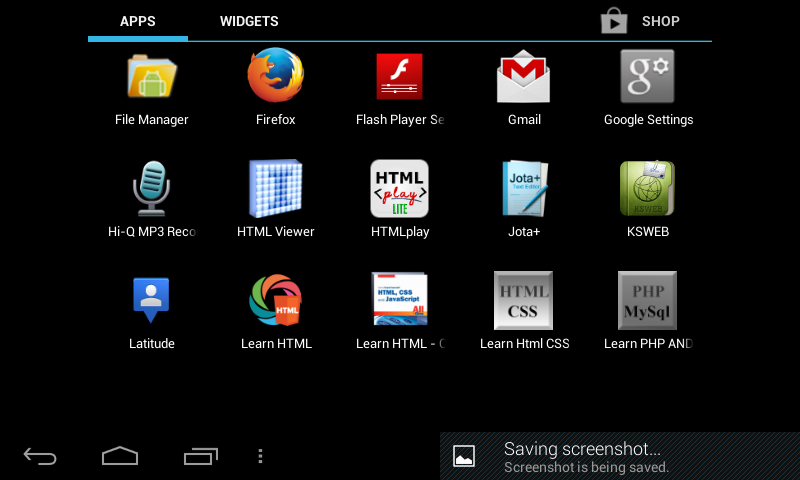 APPS WIDGETS SHOP
File Manager Firefox Flash Player Se Gmail Google Settings
HTML play LITE
Jota+
Text Editor
KSWEB
Hi-Q MP3 Reco HTML Viewer HTMLplay Jota+ KSWEB
HTML
HTML, CSS
and JavaScript
All
HTML
CSS
PHP
MySql
Latitude Learn HTML Learn HTML - C Learn Html CSS Learn PHP AND
Saving screenshot...
Screenshot is being saved.